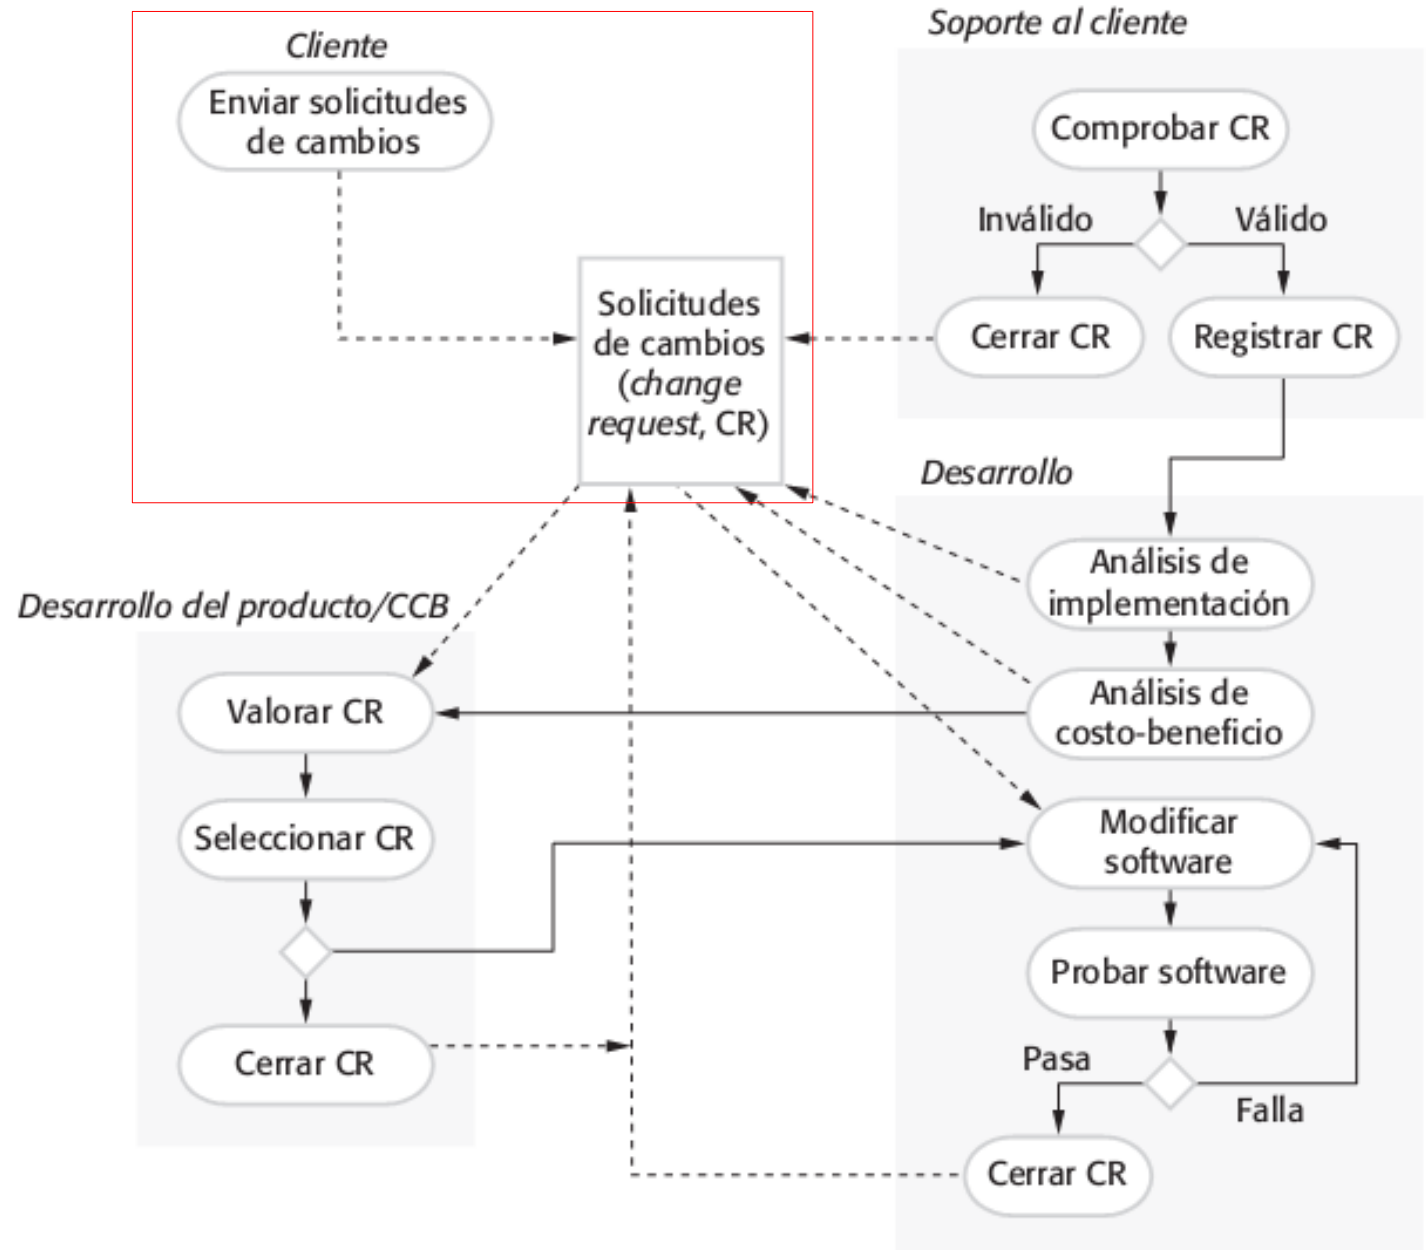 Cliente
Enviar solicitudes
de cambios
Solicitudes
de cambios
(change
request, CR)
Soporte al cliente
Comprobar CR
Inválido
Válido
Cerrar CR
Registrar CR
Desarrollo
Análisis de
implementación
Análisis de
costo-beneficio
Modificar
software
Probar software
Pasa
Falla
Cerrar CR
Desarrollo del producto/CCB
Valorar CR
Seleccionar CR
Cerrar CR